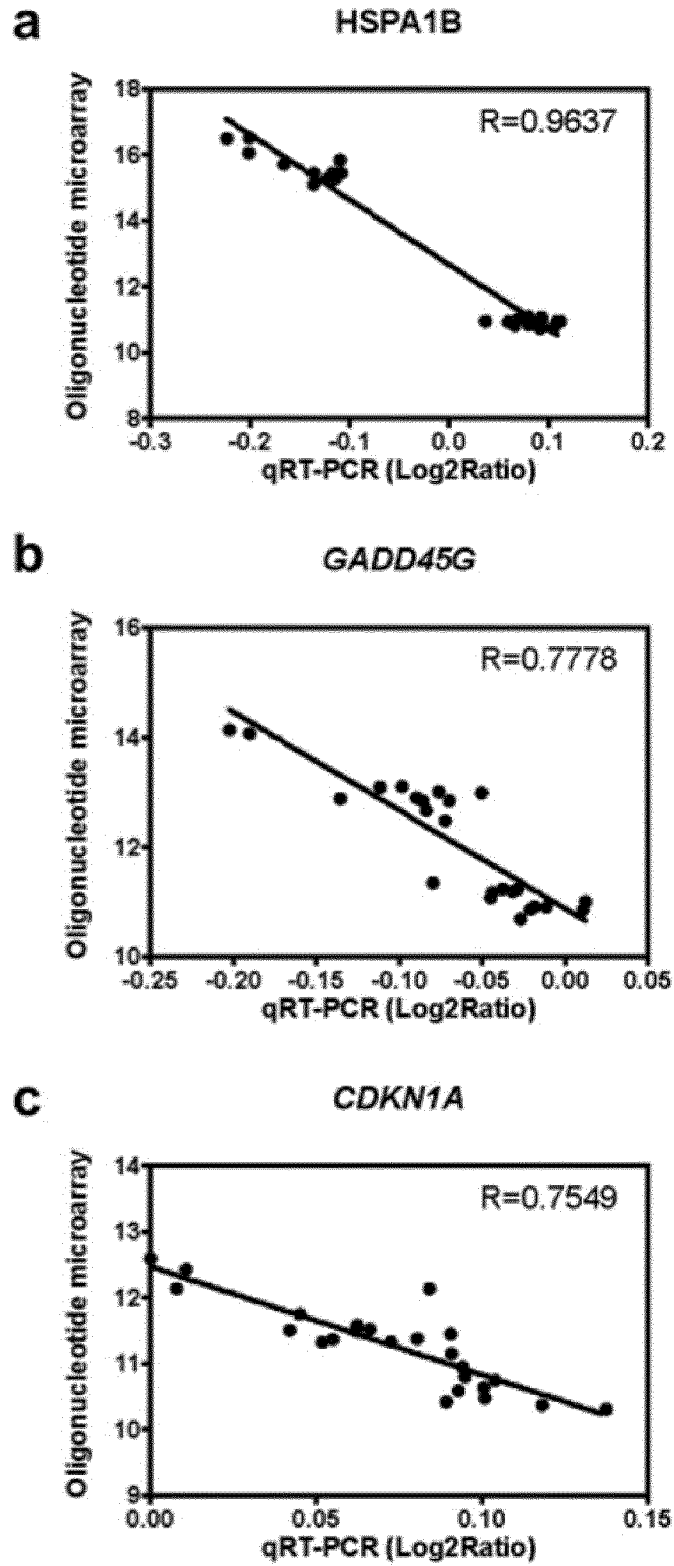 a
HSPA1B
Oligonucleotide microarray
R=0.9637
18
16
14
12
10
8
-0.3 -0.2 -0.1 0.0 0.1 0.2
qRT-PCR (Log2Ratio)
b
GADD45G
Oligonucleotide microarray
R=0.7778
16
14
12
10
-0.25 -0.20 -0.15 -0.10 -0.05 0.00 0.05
qRT-PCR (Log2Ratio)
c
CDKN1A
Oligonucleotide microarray
R=0.7549
14
13
12
11
10
9
0.00 0.05 0.10 0.15
qRT-PCR (Log2Ratio)